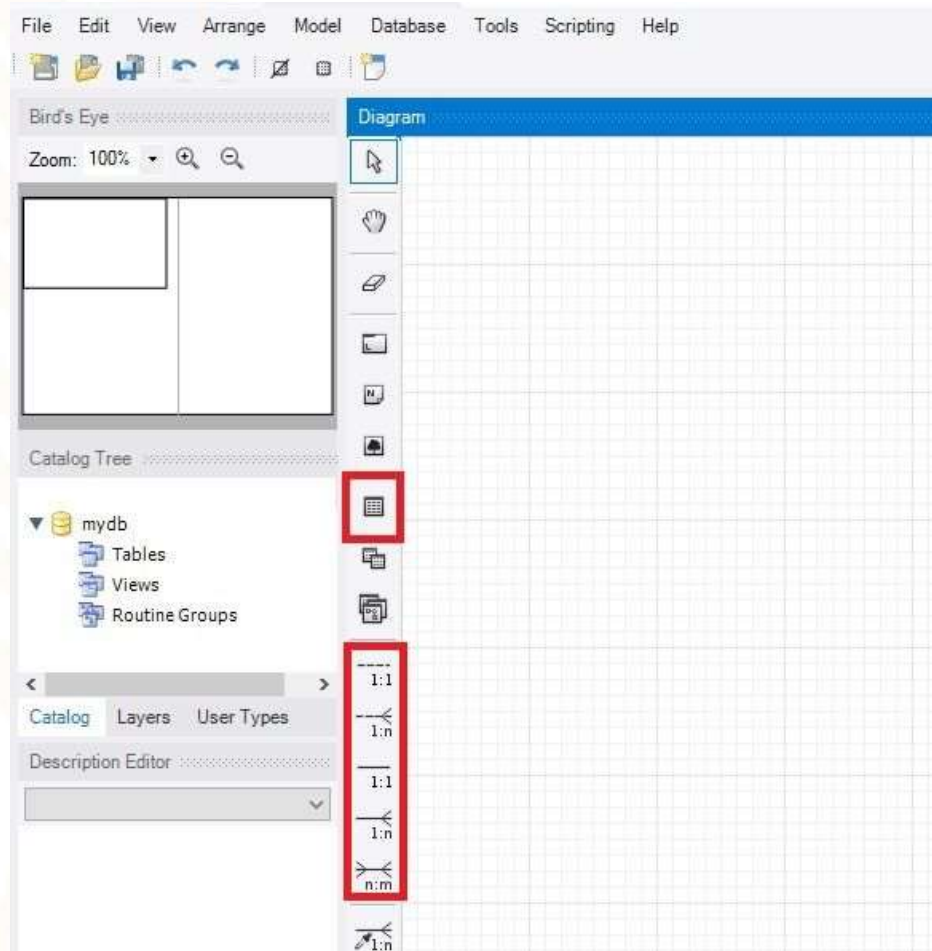 File Edit View Arrange Model Database Tools Scripting Help
Bird's Eye
Zoom: 100%
Diagram
L
N
Catalog Tree
mydb
Tables
Views
Routine Groups
Catalog Layers User Types
Description Editor
1:1
1:n
1:1
1:n
n:m
1:n